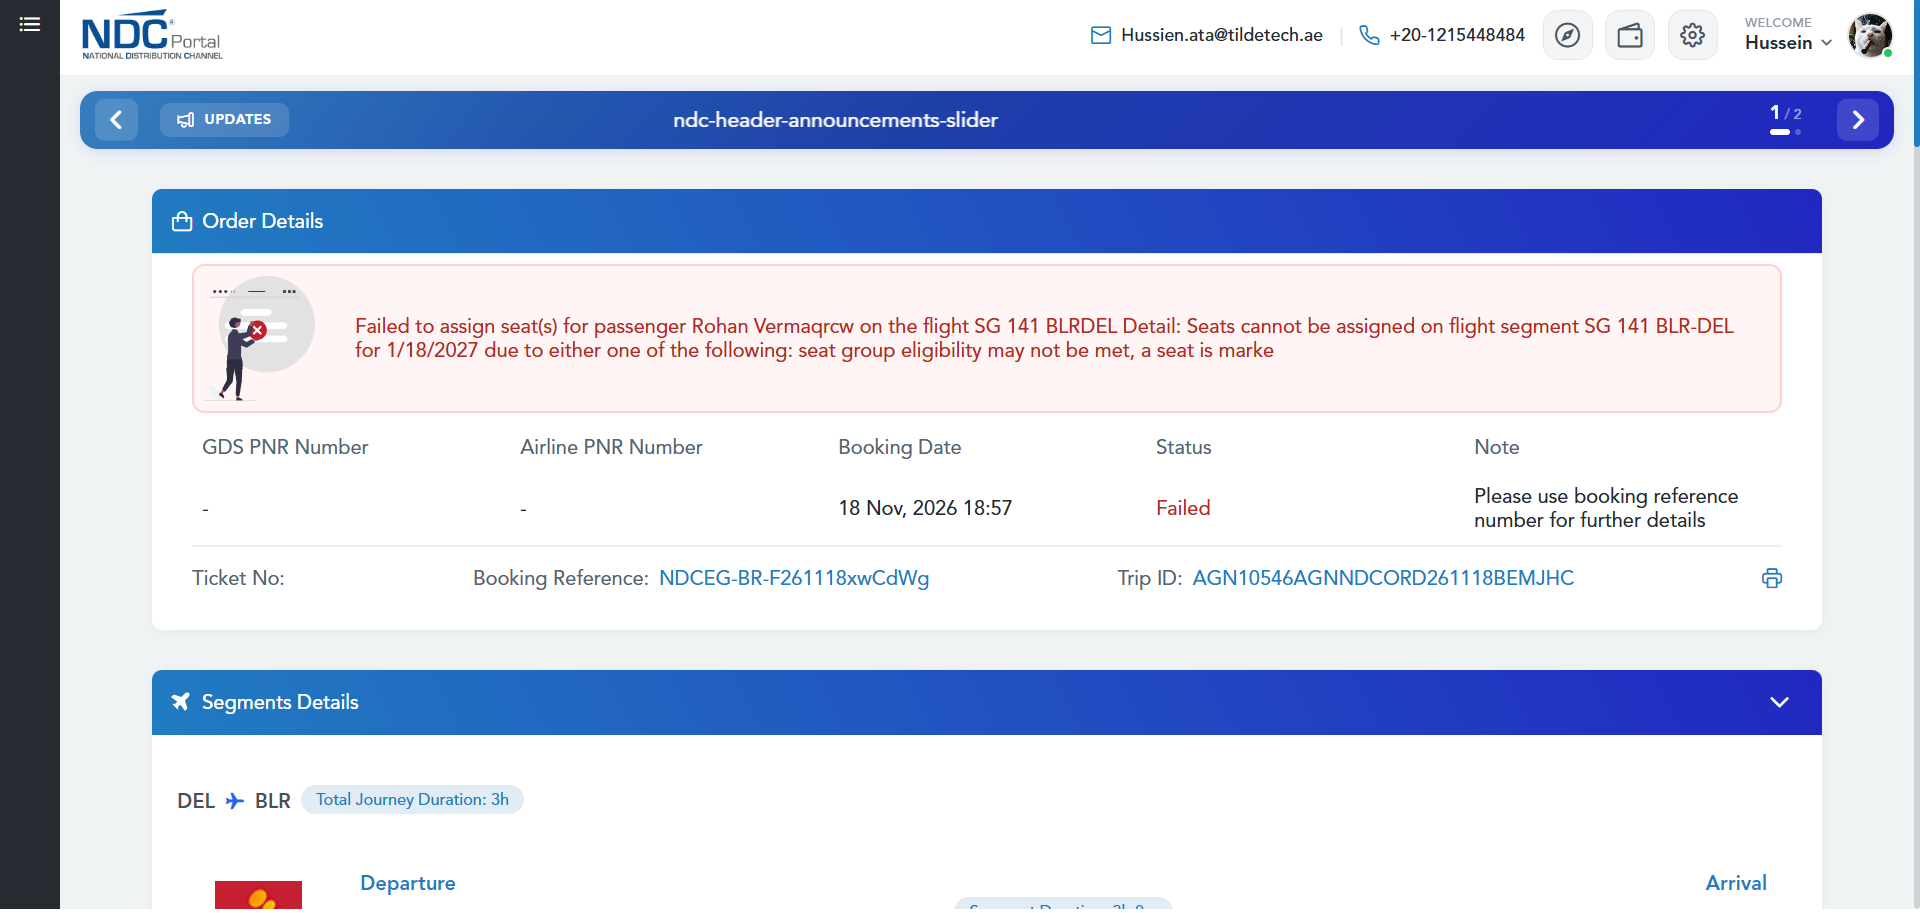 NDC Portal
NATIONAL DISTRIBUTION CHANNEL
Hussien.ata@tildetech.ae
+20-1215448484
WELCOME
Hussein
UPDATES
ndc-header-announcements-slider
1 / 2
Order Details
Failed to assign seat(s) for passenger Rohan Vermaqrcw on the flight SG 141 BLRDEL Detail: Seats cannot be assigned on flight segment SG 141 BLR-DEL
for 1/18/2027 due to either one of the following: seat group eligibility may not be met, a seat is marke
GDS PNR Number Airline PNR Number Booking Date Status Note
- - 18 Nov, 2026 18:57 Failed Please use booking reference
number for further details
Ticket No: Booking Reference: NDCEG-BR-F261118xwCdWg Trip ID: AGN10546AGNNDCORD261118BEMJHC
Segments Details
DEL BLR Total Journey Duration: 3h
Departure Arrival